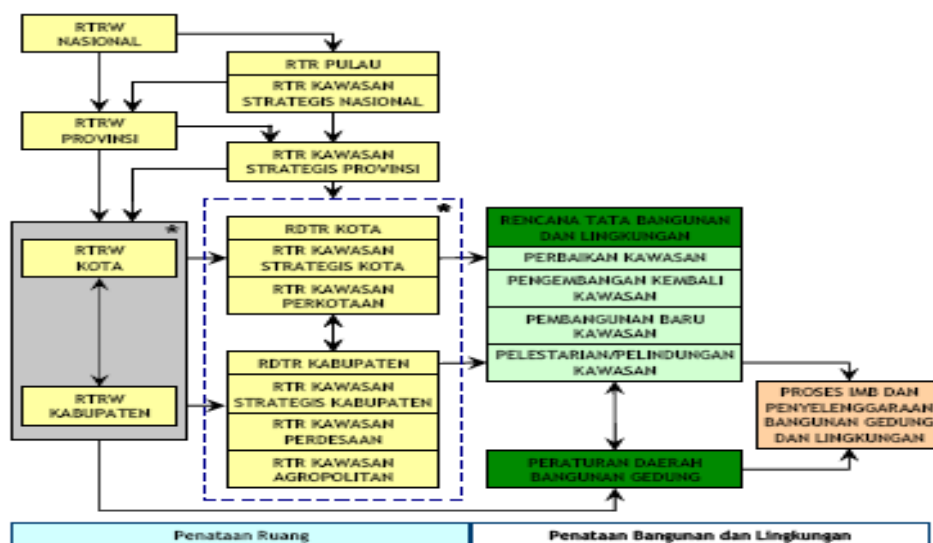 RTRW
NASIONAL
RTR PULAU
RTR KAWASAN
STRATEGIS NASIONAL
RTRW
PROVINSI
RTR KAWASAN
STRATEGIS PROVINSI
*
RTRW
KOTA
RTRW
KABUPATEN
*
RDTR KOTA
RTR KAWASAN
STRATEGIS KOTA
RTR KAWASAN
PERKOTAAN
RDTR KABUPATEN
RTR KAWASAN
STRATEGIS KABUPATEN
RTR KAWASAN
PERDESAAN
RTR KAWASAN
AGROPOLITAN
RENCANA TATA BANGUNAN
DAN LINGKUNGAN
PERBAIKAN KAWASAN
PENGEMBANGAN KEMBALI
KAWASAN
PEMBANGUNAN BARU
KAWASAN
PELESTARIAN/PELINDUNGAN
KAWASAN
PERATURAN DAERAH
BANGUNAN GEDUNG
PROSES IMB DAN
PENYELENGGARAAN
BANGUNAN GEDUNG
DAN LINGKUNGAN
Penataan Ruang
Penataan Bangunan dan Lingkungan